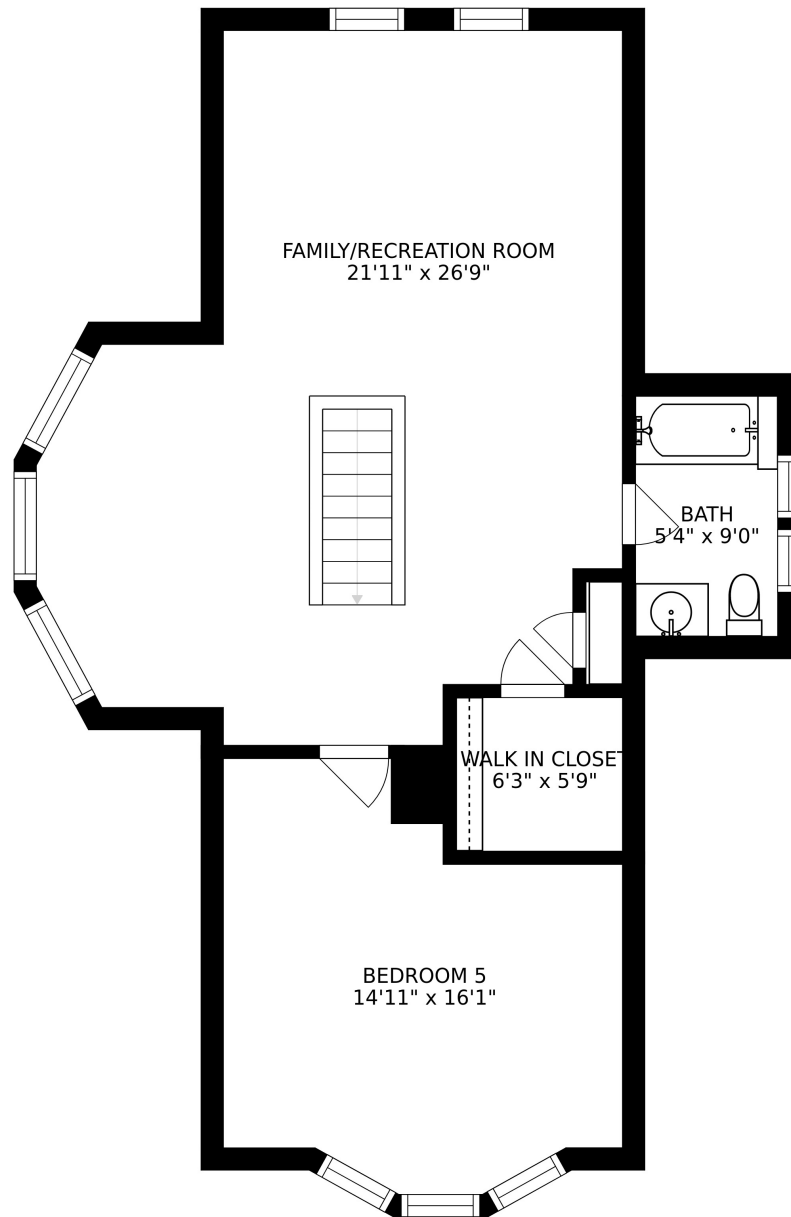 FAMILY/RECREATION ROOM
21'11" x 26'9"
BATH
5'4" x 9'0"
WALK IN CLOSET
6'3" x 5'9"
BEDROOM 5
14'11" x 16'1"